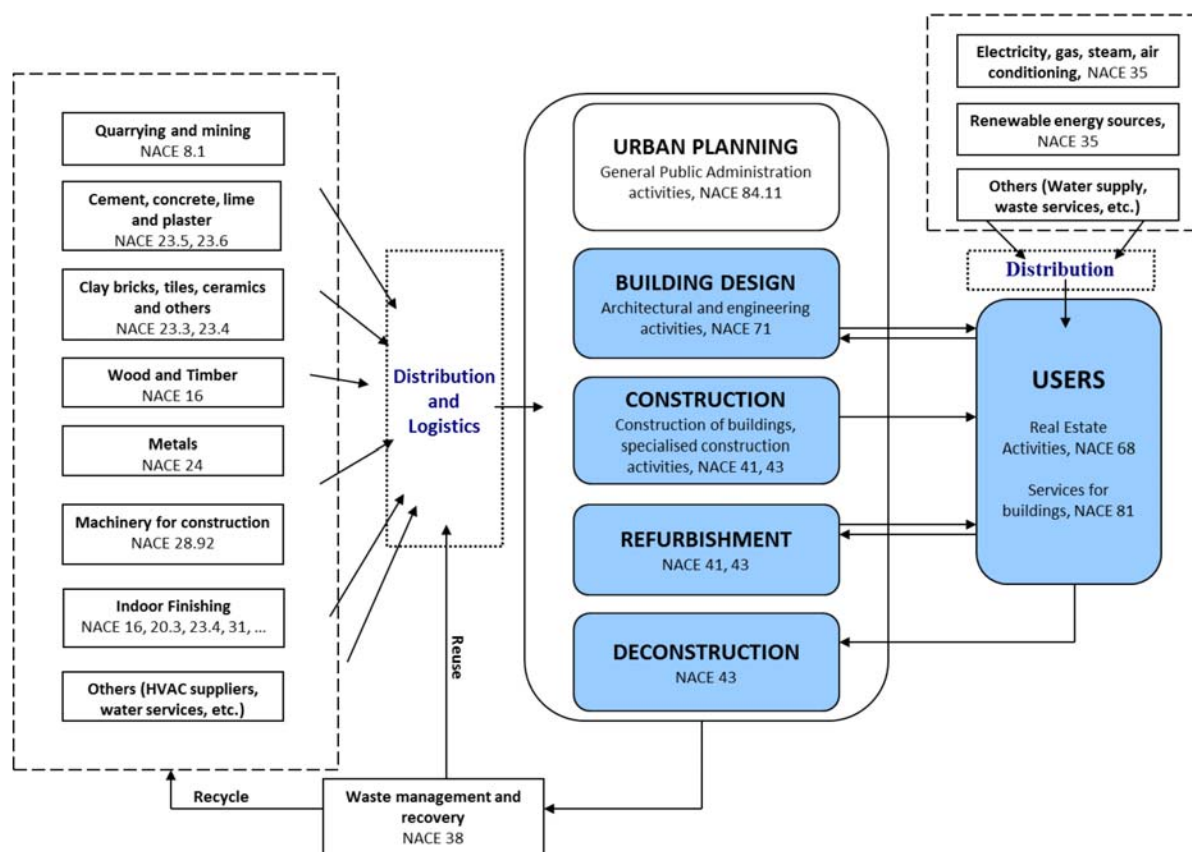 Quarrying and mining
NACE 8.1
Cement, concrete, lime
and plaster
NACE 23.5, 23.6
Clay bricks, tiles, ceramics
and others
NACE 23.3, 23.4
Wood and Timber
NACE 16
Metals
NACE 24
Machinery for construction
NACE 28.92
Indoor Finishing
NACE 16, 20.3, 23.4, 31, ...
Others (HVAC suppliers,
water services, etc.)
Distribution
and
Logistics
Reuse
Recycle
Waste management and
recovery
NACE 38
URBAN PLANNING
General Public Administration
activities, NACE 84.11
BUILDING DESIGN
Architectural and engineering
activities, NACE 71
CONSTRUCTION
Construction of buildings,
specialised construction
activities, NACE 41, 43
REFURBISHMENT
NACE 41, 43
DECONSTRUCTION
NACE 43
Electricity, gas, steam, air
conditioning, NACE 35
Renewable energy sources,
NACE 35
Others (Water supply,
waste services, etc.)
Distribution
USERS
Real Estate
Activities, NACE 68
Services for
buildings, NACE 81